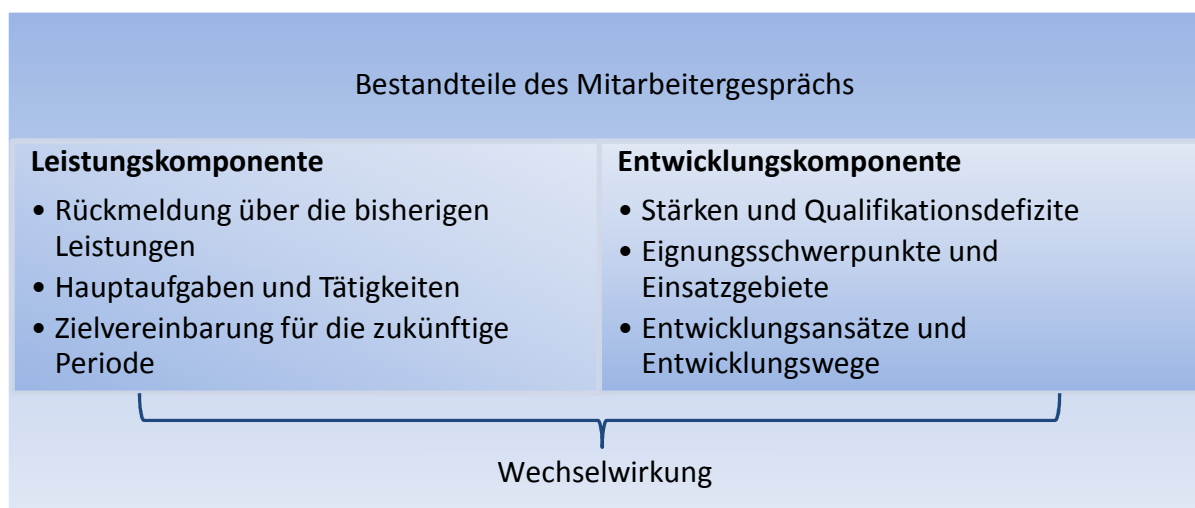 Bestandteile des Mitarbeitergesprächs
Leistungskomponente
• Rückmeldung über die bisherigen
Leistungen
• Hauptaufgaben und Tätigkeiten
• Zielvereinbarung für die zukünftige
Periode
Entwicklungskomponente
• Stärken und Qualifikationsdefizite
• Eignungsschwerpunkte und
Einsatzgebiete
• Entwicklungsansätze und
Entwicklungswege
Wechselwirkung